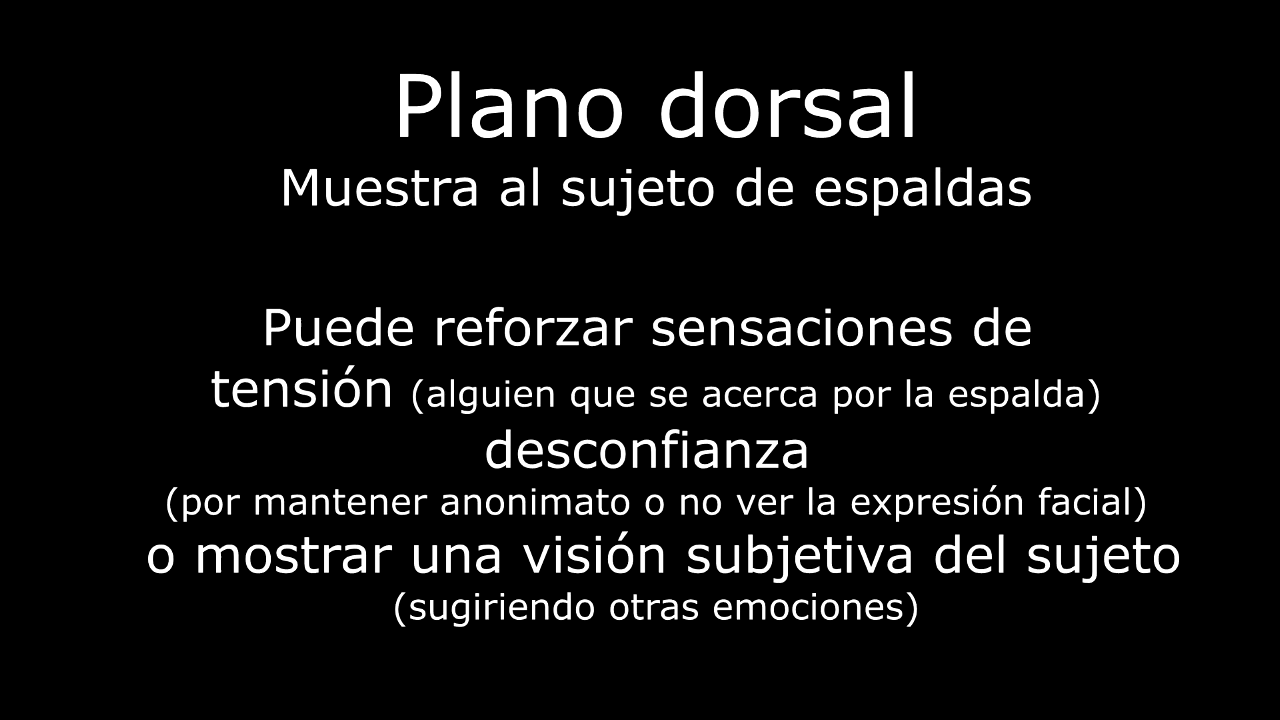 Plano dorsal
Muestra al sujeto de espaldas
Puede reforzar sensaciones de
tensión (alguien que se acerca por la espalda)
desconfianza
(por mantener anonimato o no ver la expresión facial)
o mostrar una visión subjetiva del sujeto
(sugiriendo otras emociones)